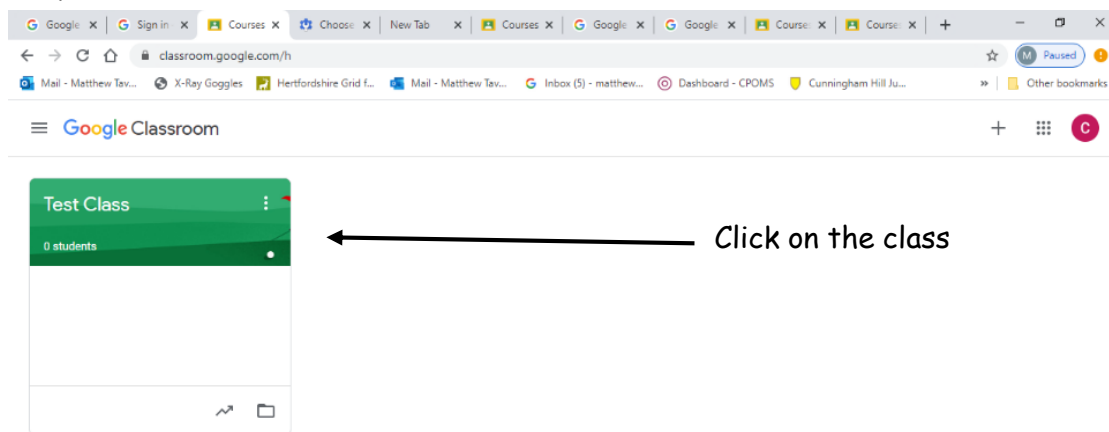 Google Sign in Courses Choose New Tab Courses Google Google Course: Course:
classroom.google.com/h M Paused
Mail - Matthew Tav... X-Ray Goggles Hertfordshire Grid f... Mail - Matthew Tav... Inbox (5) - matthew... Dashboard - CPOMS Cunningham Hill Ju... » Other bookmarks
Google Classroom C
Test Class
0 students
Click on the class